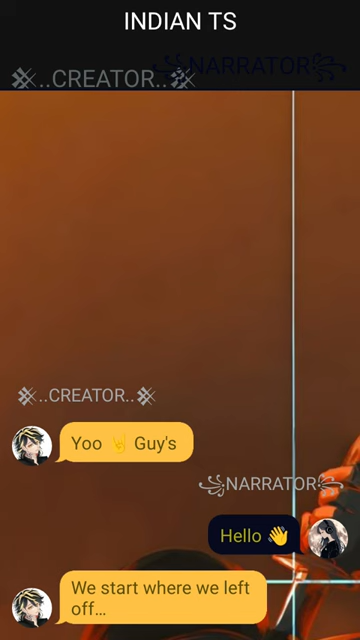 INDIAN TS
꧁NARRATOR꧂
※..CREATOR..※
※..CREATOR..※
Yoo 🤘 Guy's
꧁NARRATOR꧂
Hello 👋
We start where we left
off...